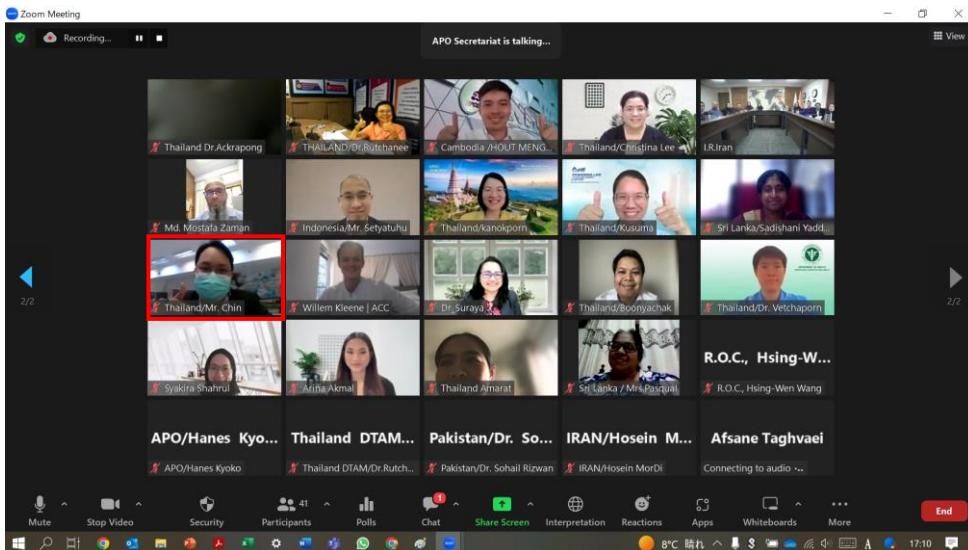 Zoom Meeting
Recording...
APO Secretariat is talking...
View
Thailand Dr.Ackrapong
THAILAND/Dr.Rutchanee
Cambodia /HOUT MENG...
Thailand/Christina Lee
I.R.Iran
Md. Mostafa Zaman
Indonesia/Mr. Setyatuhu
Thailand/kanokporn
Thailand/Kusuma
Sri Lanka/Sadishani Yadd...
2/2
Thailand/Mr. Chin
Willem Kleene | ACC
Dr. Suraya
Thailand/Boonyachak
Thailand/Dr. Vetchaporn
2/2
Syakira Shahrul
Arina Akmal
Thailand Amarat
Sri Lanka / Mrs Pasqual
R.O.C., Hsing-W...
R.O.C., Hsing-Wen Wang
APO/Hanes Kyo...
Thailand DTAM...
Pakistan/Dr. So...
IRAN/Hosein M...
Afsane Taghvaei
APO/Hanes Kyoko
Thailand DTAM/Dr.Rutch...
Pakistan/Dr. Sohail Rizwan
IRAN/Hosein MorDi
Connecting to audio ·..
41
1
Mute
Stop Video
Security
Participants
Polls
Chat
Share Screen
Interpretation
Reactions
Apps
Whiteboards
More
End
8°C 晴れ
A
17:10